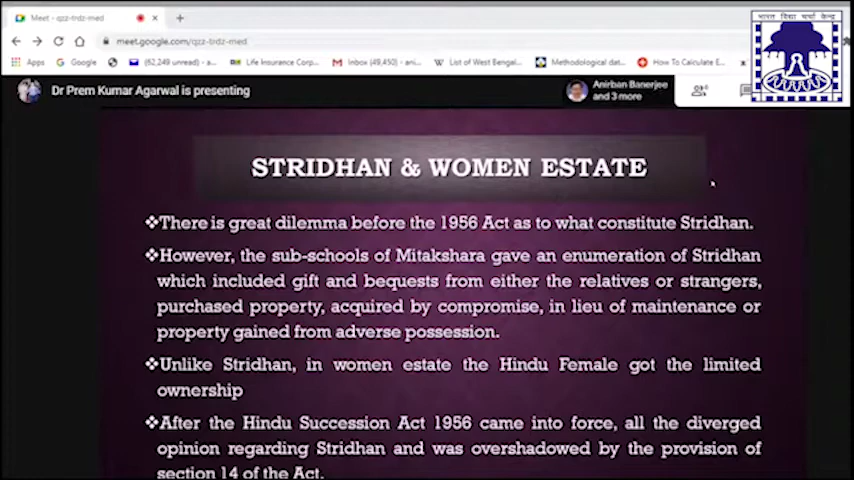 Meet - qzz-trdz-med
meet.google.com/qzz-trdz-med
Apps Google (62,249 unread) - a... Life Insurance Corp... Inbox (49,450) - ani... List of West Bengal... Methodological dat... How To Calculate E...
भारत विद्या चर्चा केन्द्र
Dr Prem Kumar Agarwal is presenting
Anirban Banerjee
and 3 more
STRIDHAN & WOMEN ESTATE
❖There is great dilemma before the 1956 Act as to what constitute Stridhan.
❖However, the sub-schools of Mitakshara gave an enumeration of Stridhan
which included gift and bequests from either the relatives or strangers,
purchased property, acquired by compromise, in lieu of maintenance or
property gained from adverse possession.
❖Unlike Stridhan, in women estate the Hindu Female got the limited
ownership
❖After the Hindu Succession Act 1956 came into force, all the diverged
opinion regarding Stridhan and was overshadowed by the provision of
section 14 of the Act.